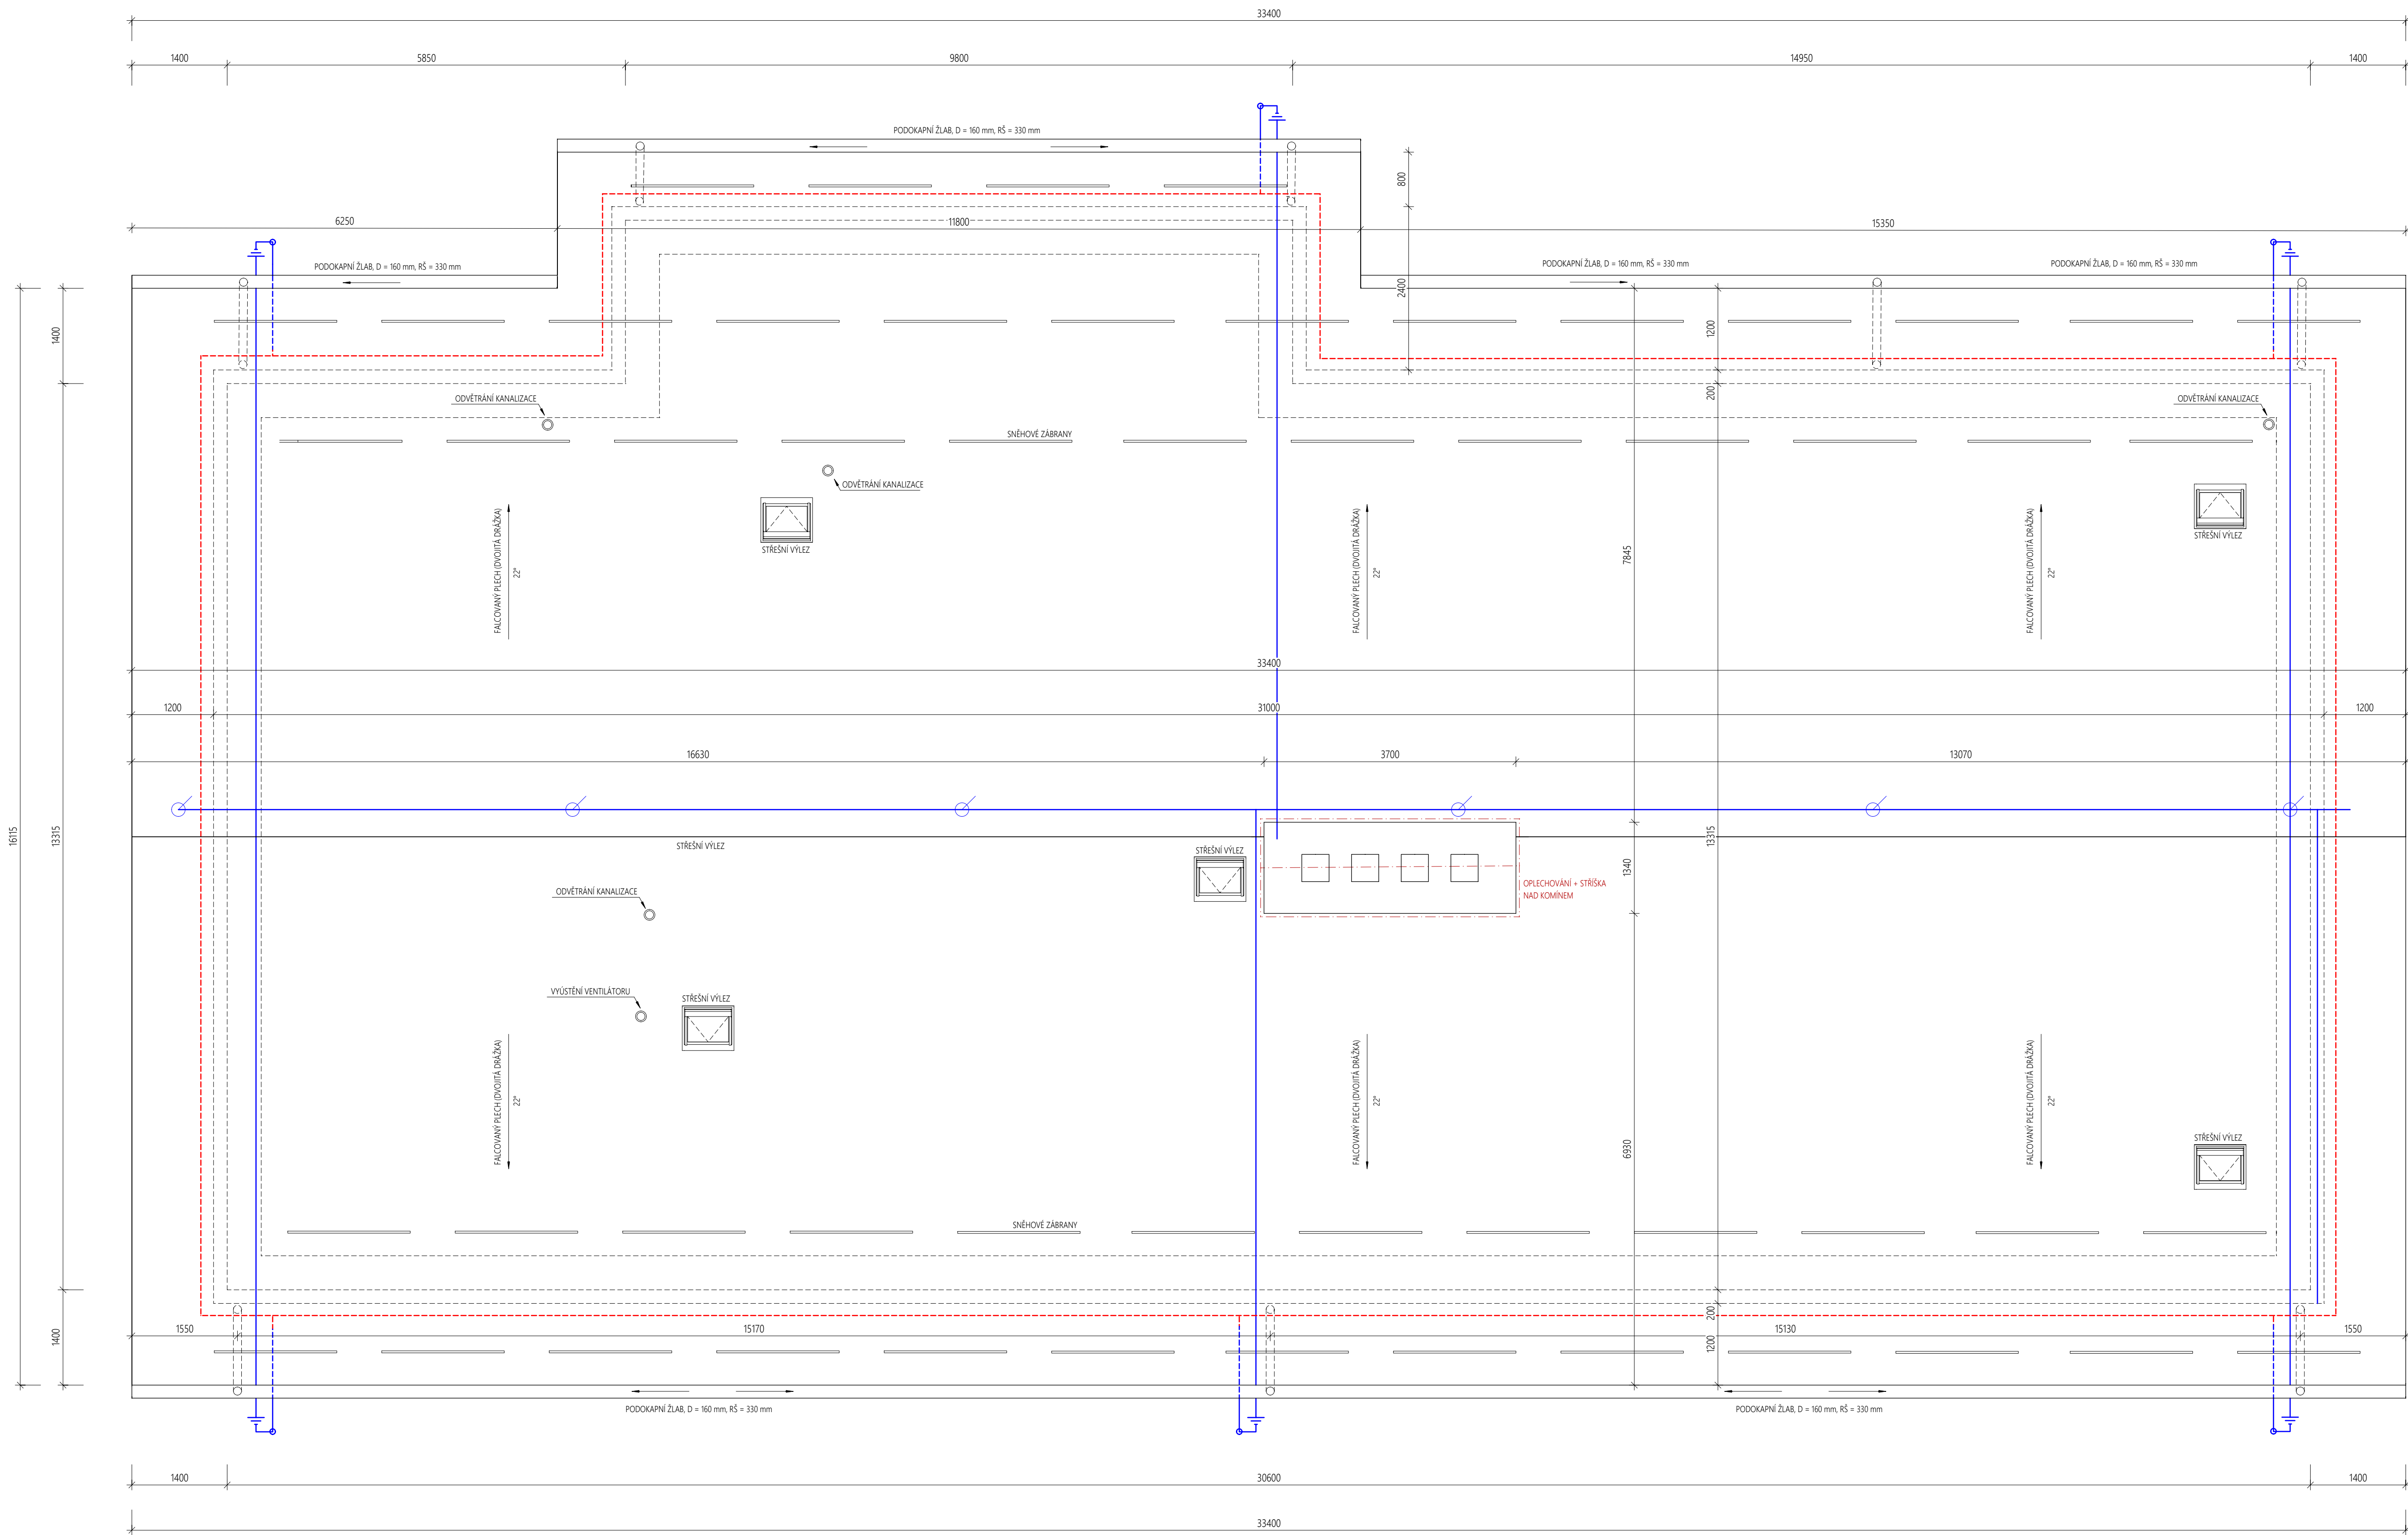 33400
1400
5850
9800
14950
1400
PODOKAPNÍ ŽLAB, D = 160 mm, RŠ = 330 mm
800
6250
11800
15350
PODOKAPNÍ ŽLAB, D = 160 mm, RŠ = 330 mm
PODOKAPNÍ ŽLAB, D = 160 mm, RŠ = 330 mm
PODOKAPNÍ ŽLAB, D = 160 mm, RŠ = 330 mm
2400
1400
1200
200
ODVĚTRÁNÍ KANALIZACE
ODVĚTRÁNÍ KANALIZACE
SNĚHOVÉ ZÁBRANY
ODVĚTRÁNÍ KANALIZACE
STŘEŠNÍ VÝLEZ
STŘEŠNÍ VÝLEZ
FALCOVANÝ PLECH (DVOJITÁ DRÁŽKA)
22°
FALCOVANÝ PLECH (DVOJITÁ DRÁŽKA)
22°
7845
FALCOVANÝ PLECH (DVOJITÁ DRÁŽKA)
22°
33400
1200
31000
1200
16630
3700
13070
16115
13315
13315
STŘEŠNÍ VÝLEZ
STŘEŠNÍ VÝLEZ
1340
OPLECHOVÁNÍ + STŘÍŠKA
NAD KOMÍNEM
ODVĚTRÁNÍ KANALIZACE
VYÚSTĚNÍ VENTILÁTORU
STŘEŠNÍ VÝLEZ
FALCOVANÝ PLECH (DVOJITÁ DRÁŽKA)
22°
FALCOVANÝ PLECH (DVOJITÁ DRÁŽKA)
22°
6930
FALCOVANÝ PLECH (DVOJITÁ DRÁŽKA)
22°
STŘEŠNÍ VÝLEZ
SNĚHOVÉ ZÁBRANY
200
1400
1550
15170
15130
1550
1200
PODOKAPNÍ ŽLAB, D = 160 mm, RŠ = 330 mm
PODOKAPNÍ ŽLAB, D = 160 mm, RŠ = 330 mm
1400
30600
1400
33400